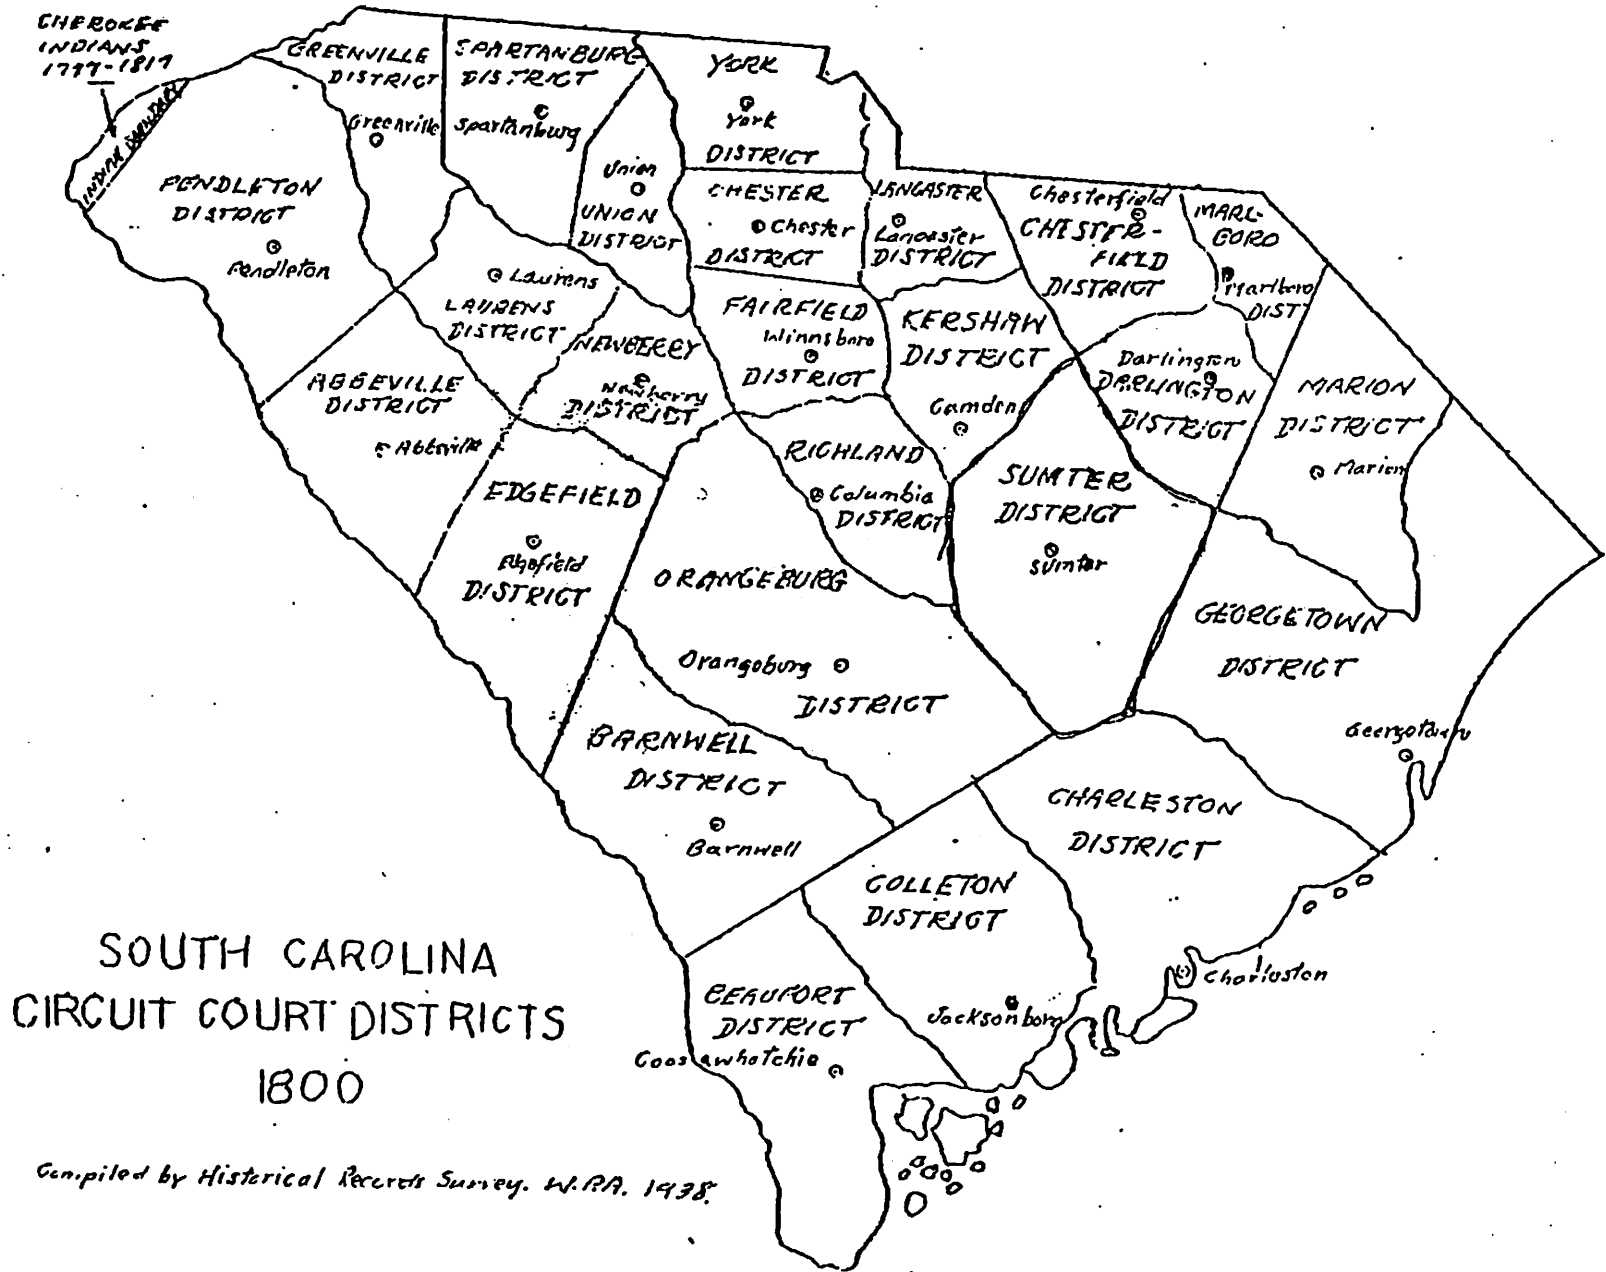 CHEROKEE
INDIANS
1777-1817
INDIAN BOUNDARY
GREENVILLE
DISTRICT
Greenville
SPARTANBURG
DISTRICT
Spartanburg
YORK
York
DISTRICT
Union
UNION
DISTRICT
PENDLETON
DISTRICT
Pendleton
CHESTER
Chester
DISTRICT
LANCASTER
Lancaster
DISTRICT
Chesterfield
CHESTER-
FIELD
DISTRICT
MARL-
BORO
Marlboro
DIST
Laurens
LAURENS
DISTRICT
NEWBERRY
Newberry
DISTRICT
FAIRFIELD
Winnsboro
DISTRICT
KERSHAW
DISTRICT
Camden
Darlington
DARLINGTON
DISTRICT
MARION
DISTRICT
Marion
ABBEVILLE
DISTRICT
Abbeville
EDGEFIELD
Edgefield
DISTRICT
RICHLAND
Columbia
DISTRICT
SUMTER
DISTRICT
Sumter
ORANGEBURG
Orangeburg
DISTRICT
GEORGETOWN
DISTRICT
Georgetown
BARNWELL
DISTRICT
Barnwell
CHARLESTON
DISTRICT
Charleston
COLLETON
DISTRICT
Jacksonboro
BEAUFORT
DISTRICT
Coosawhatchie
SOUTH CAROLINA
CIRCUIT COURT DISTRICTS
1800
Compiled by Historical Records Survey. W.P.A. 1938.